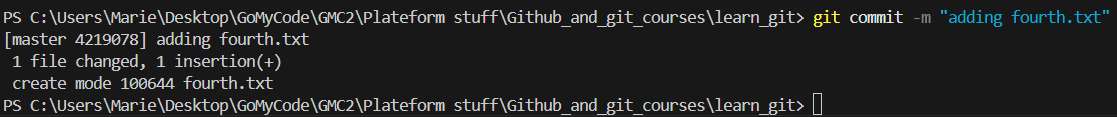 PS C:\Users\Marie\Desktop\GoMyCode\GMC2\Plateform stuff\Github_and_git_courses\learn_git> git commit -m "adding fourth.txt"
[master 4219078] adding fourth.txt
 1 file changed, 1 insertion(+)
 create mode 100644 fourth.txt
PS C:\Users\Marie\Desktop\GoMyCode\GMC2\Plateform stuff\Github_and_git_courses\learn_git>